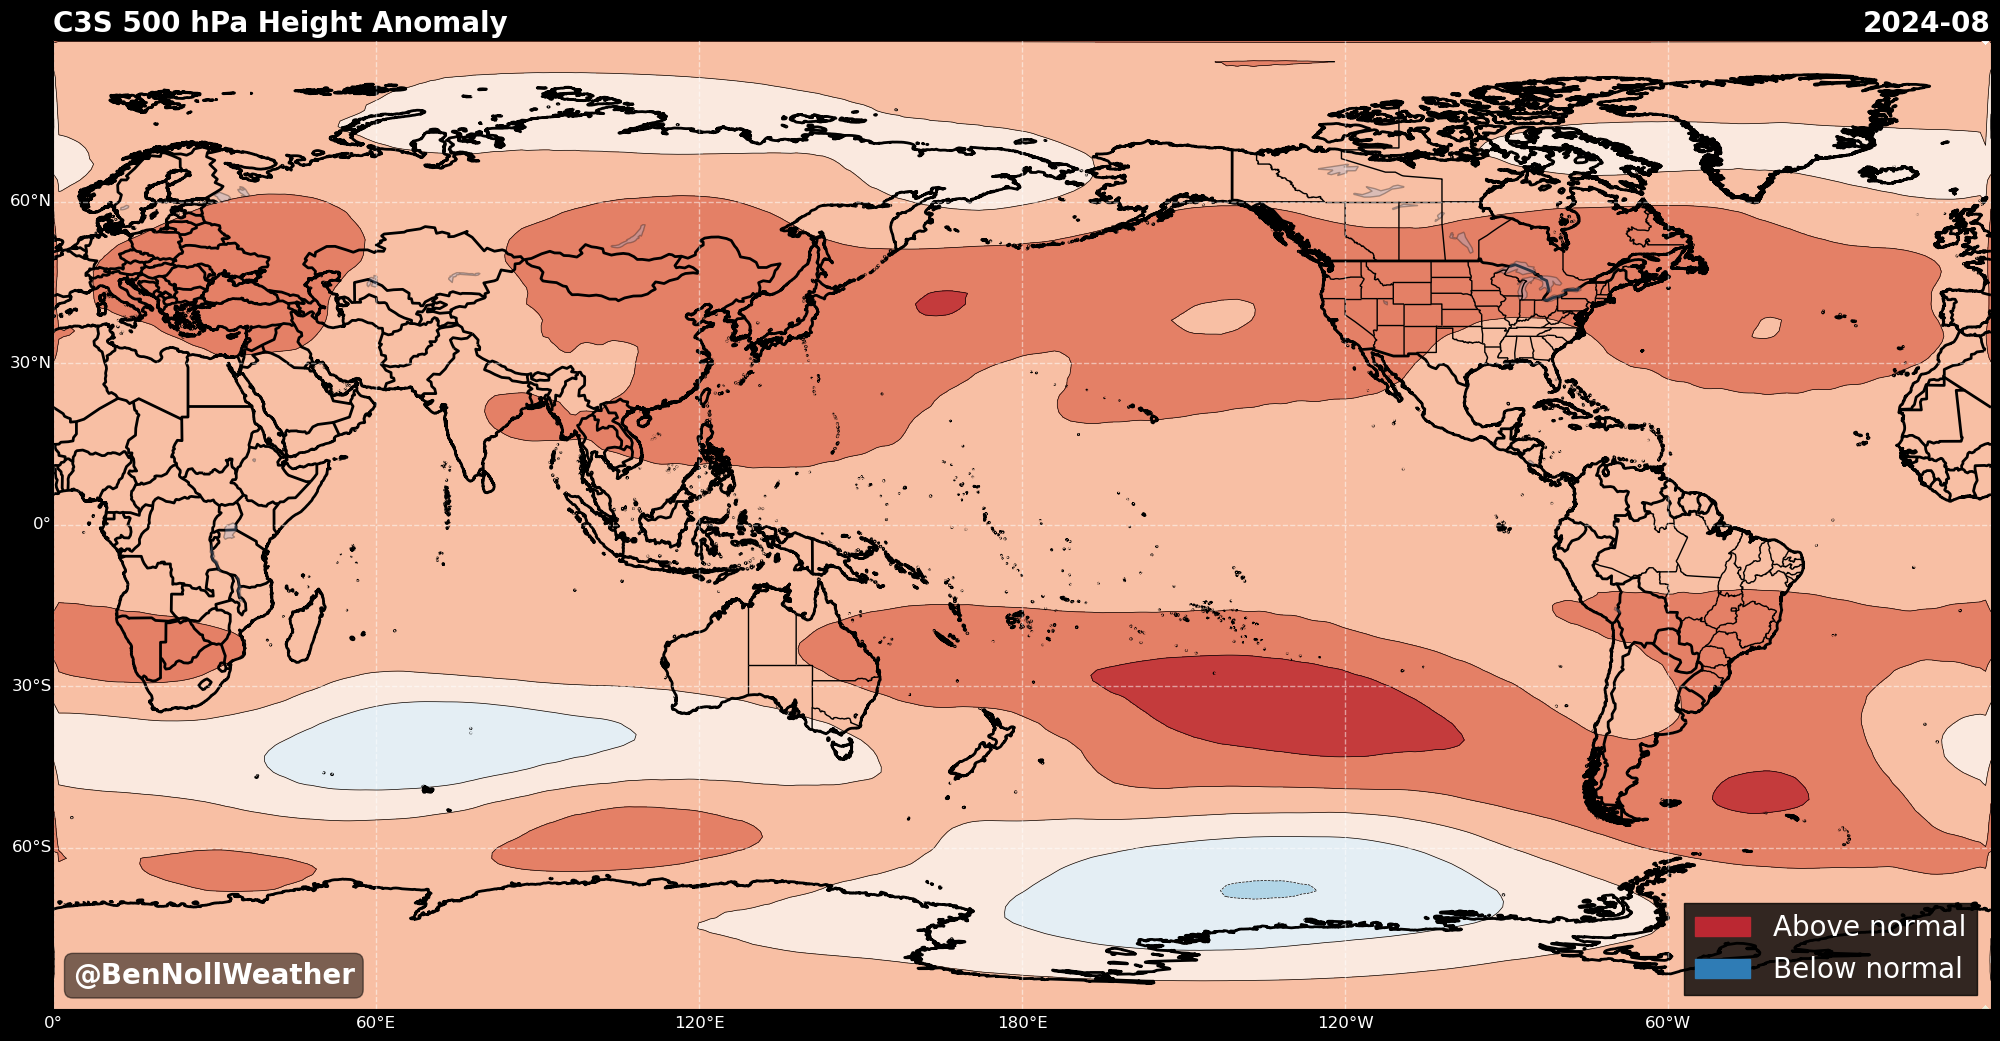 C3S 500 hPa Height Anomaly
2024-08
60°N
30°N
0°
30°S
60°S
@BenNollWeather
Above normal
Below normal
0°
60°E
120°E
180°E
120°W
60°W